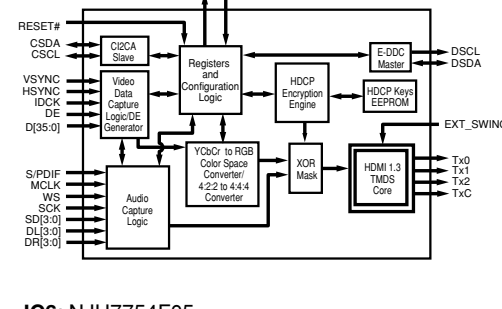 RESET#
CSDA
CSCL
CI2CA
Slave
Registers
and
Configuration
Logic
E-DDC
Master
DSCL
DSDA
VSYNC
HSYNC
IDCK
DE
D[35:0]
Video
Data
Capture
Logic/DE
Generator
HDCP
Encryption
Engine
HDCP Keys
EEPROM
EXT_SWING
S/PDIF
MCLK
WS
SCK
SD[3:0]
DL[3:0]
DR[3:0]
Audio
Capture
Logic
YCbCr to RGB
Color Space
Converter/
4:2:2 to 4:4:4
Converter
XOR
Mask
HDMI 1.3
TMDS
Core
Tx0
Tx1
Tx2
TxC